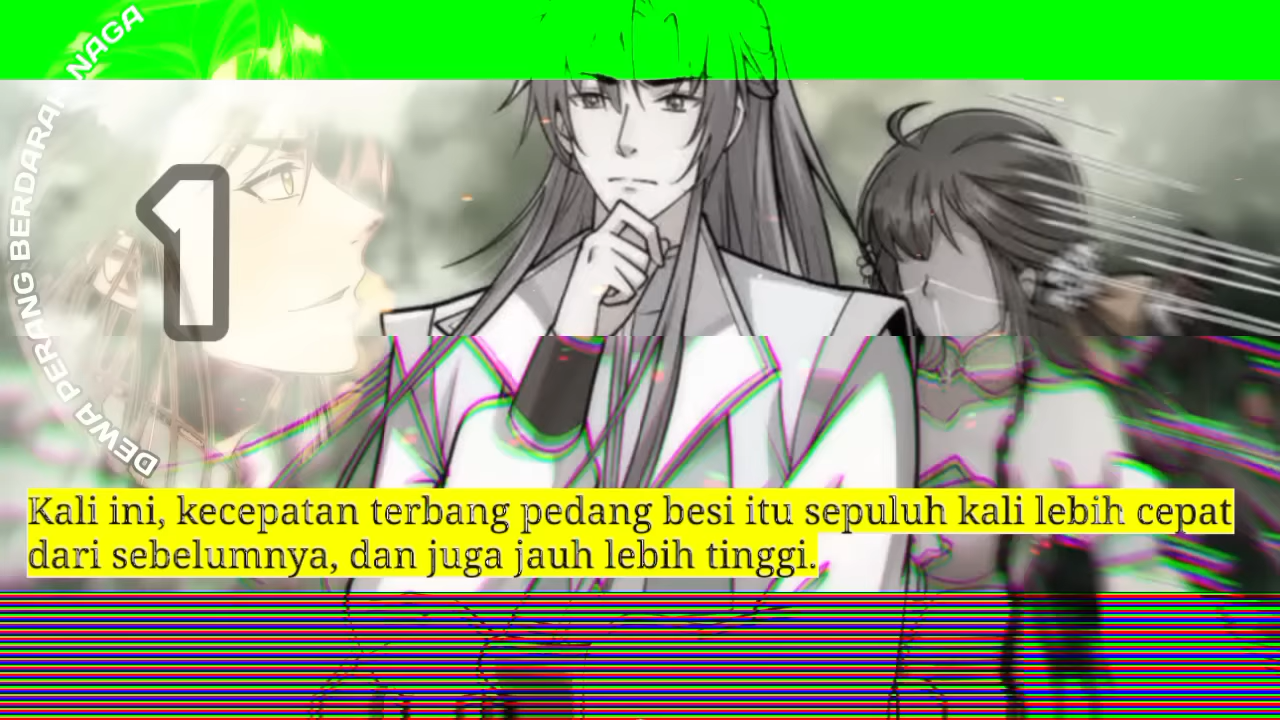 DEWA PERANG BERDARAH NAGA
1
Kali ini, kecepatan terbang pedang besi itu sepuluh kali lebih cepat
dari sebelumnya, dan juga jauh lebih tinggi.